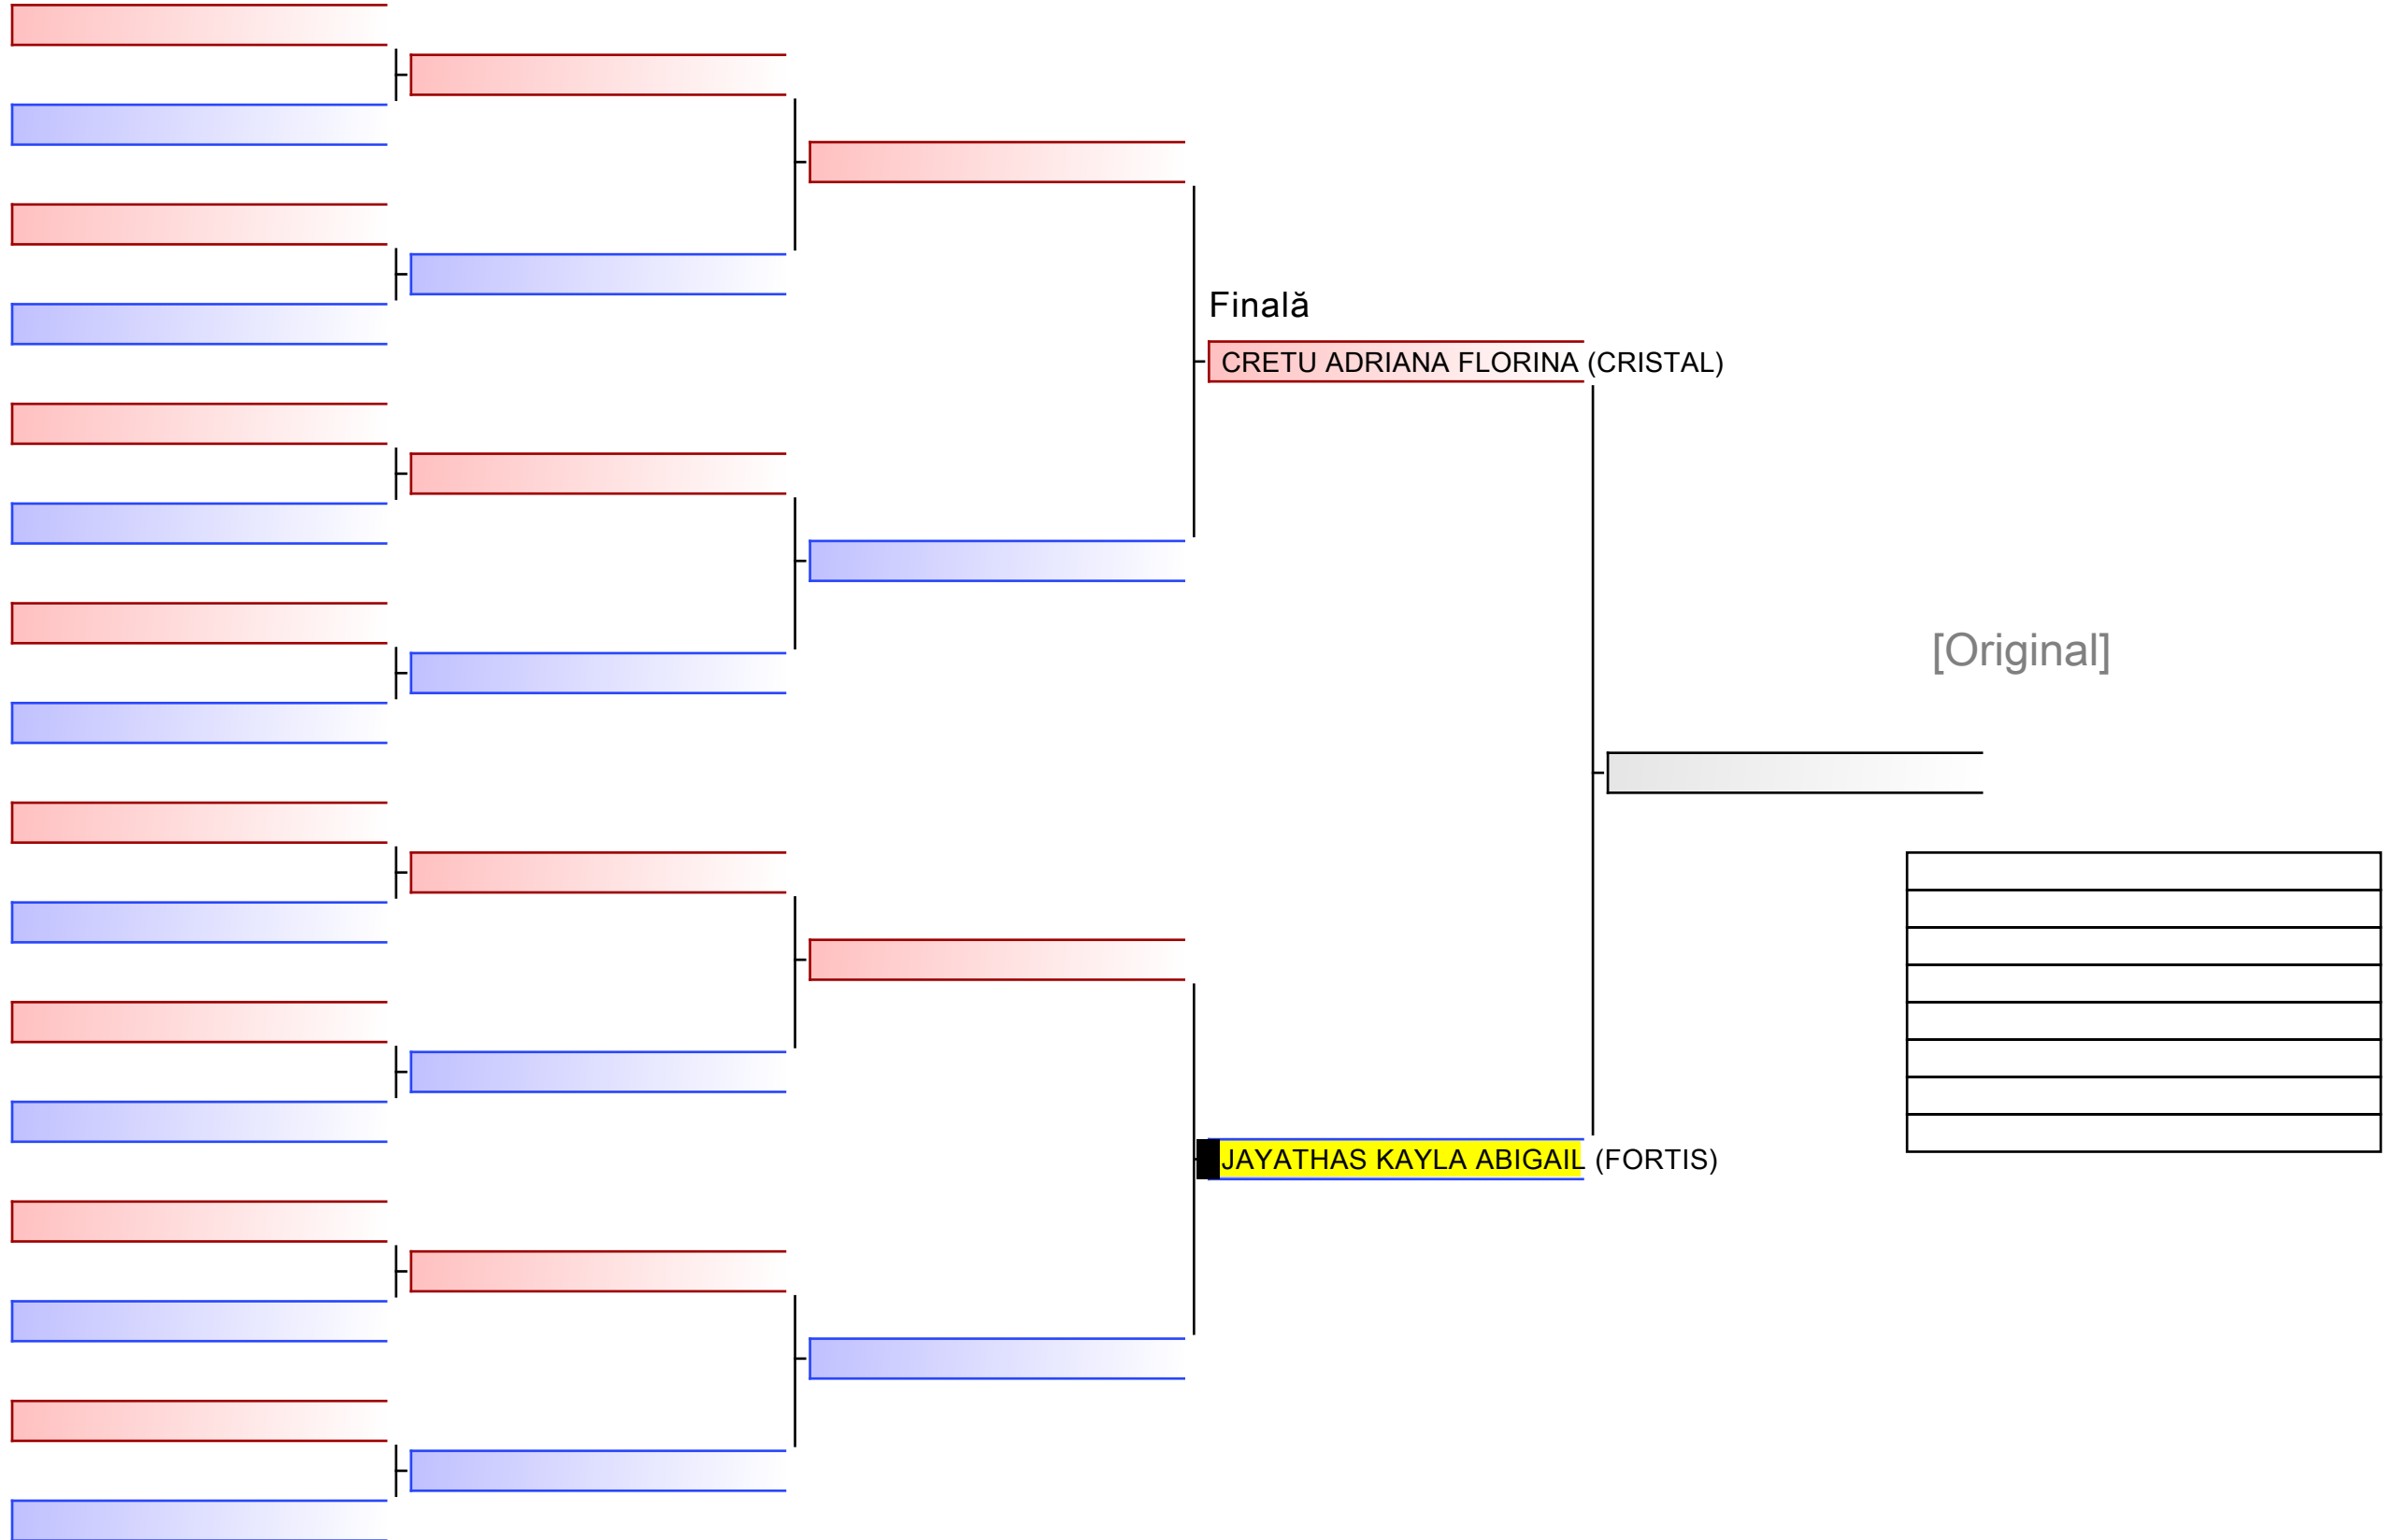 Finală
CRETU ADRIANA FLORINA (CRISTAL)
[Original]
JAYATHAS KAYLA ABIGAIL (FORTIS)